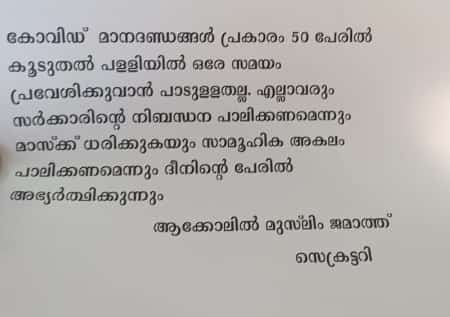 കോവിഡ് മാനദണ്ഡങ്ങൾ പ്രകാരം 50 പേരിൽ
കൂടുതൽ പള്ളിയിൽ ഒരേ സമയം
പ്രവേശിക്കുവാൻ പാടുളളതല്ല. എല്ലാവരും
സർക്കാരിന്റെ നിബന്ധന പാലിക്കണമെന്നും
മാസ്ക്ക് ധരിക്കുകയും സാമൂഹിക അകലം
പാലിക്കണമെന്നും ദീനിന്റെ പേരിൽ
അഭ്യർത്ഥിക്കുന്നും
ആക്കോലിൽ മുസ്‌ലിം ജമാത്ത്
സെക്രട്ടറി